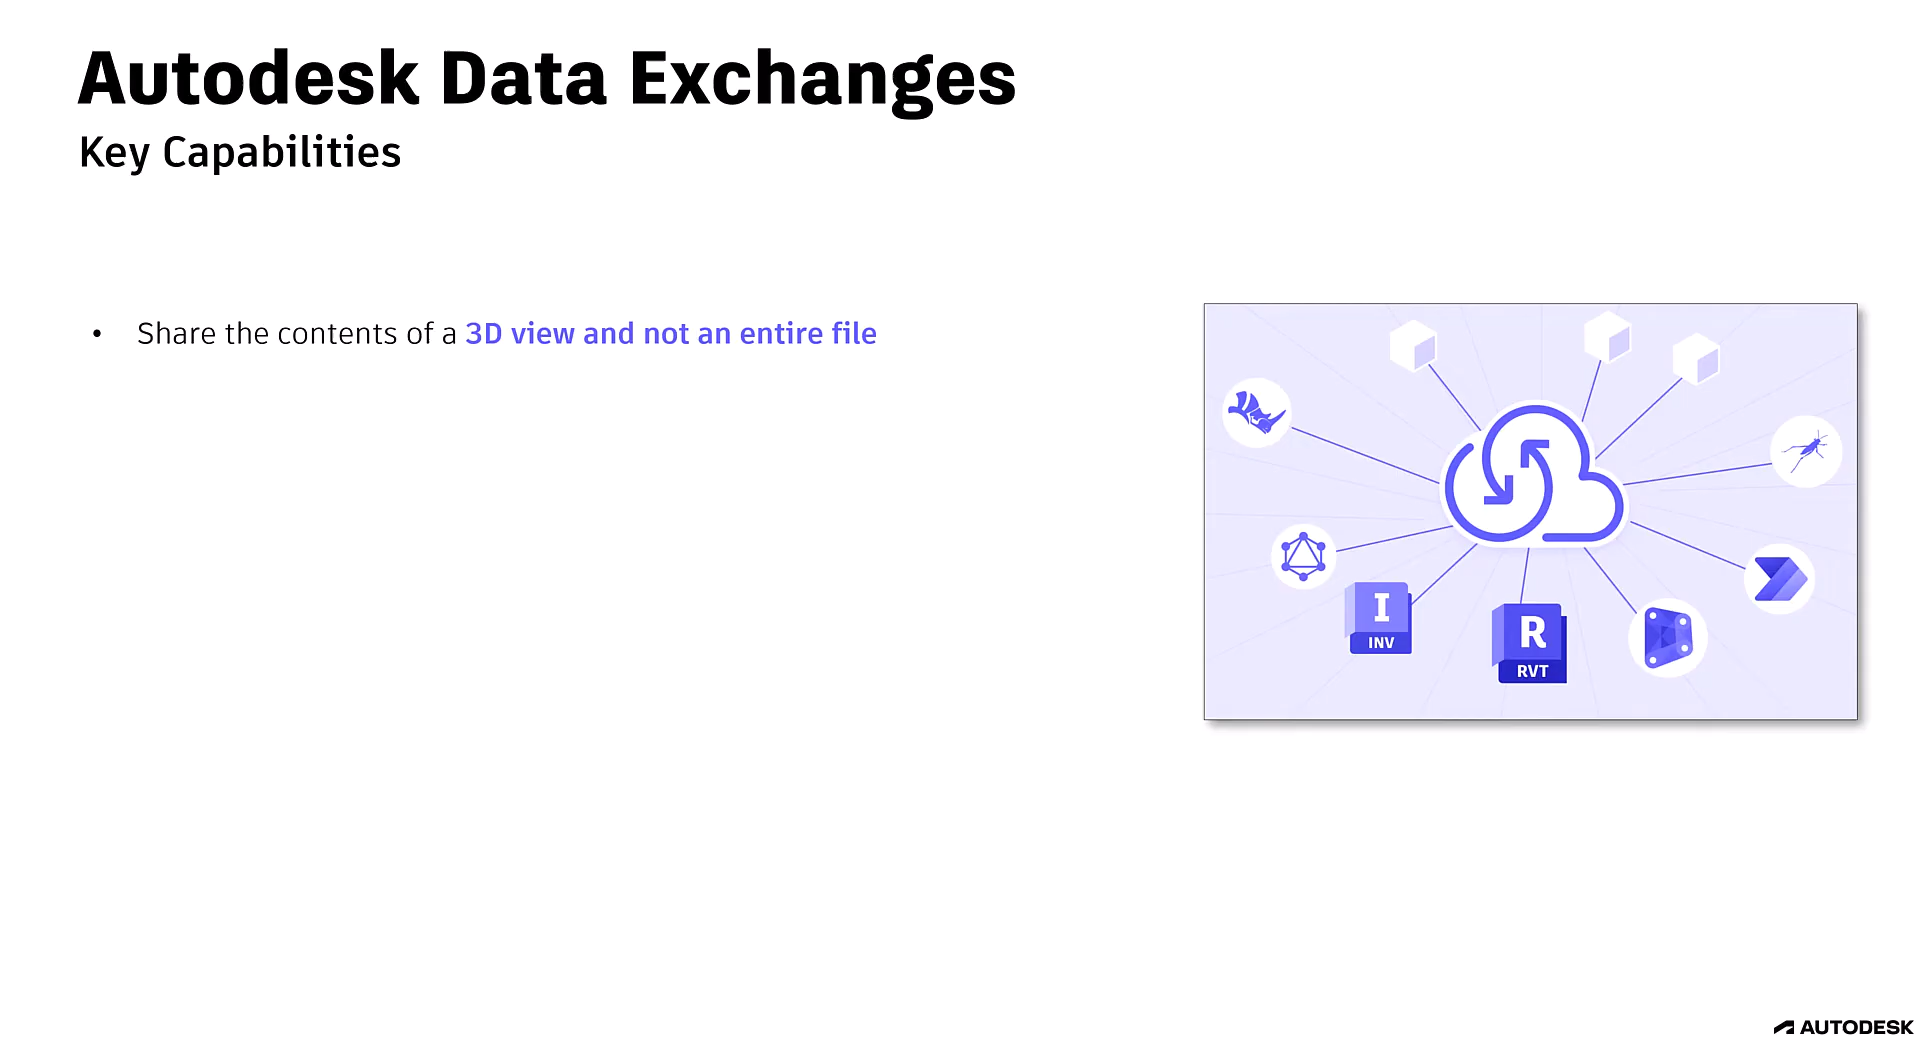 Autodesk Data Exchanges
Key Capabilities
• Share the contents of a 3D view and not an entire file
I
INV
R
RVT
AUTODESK